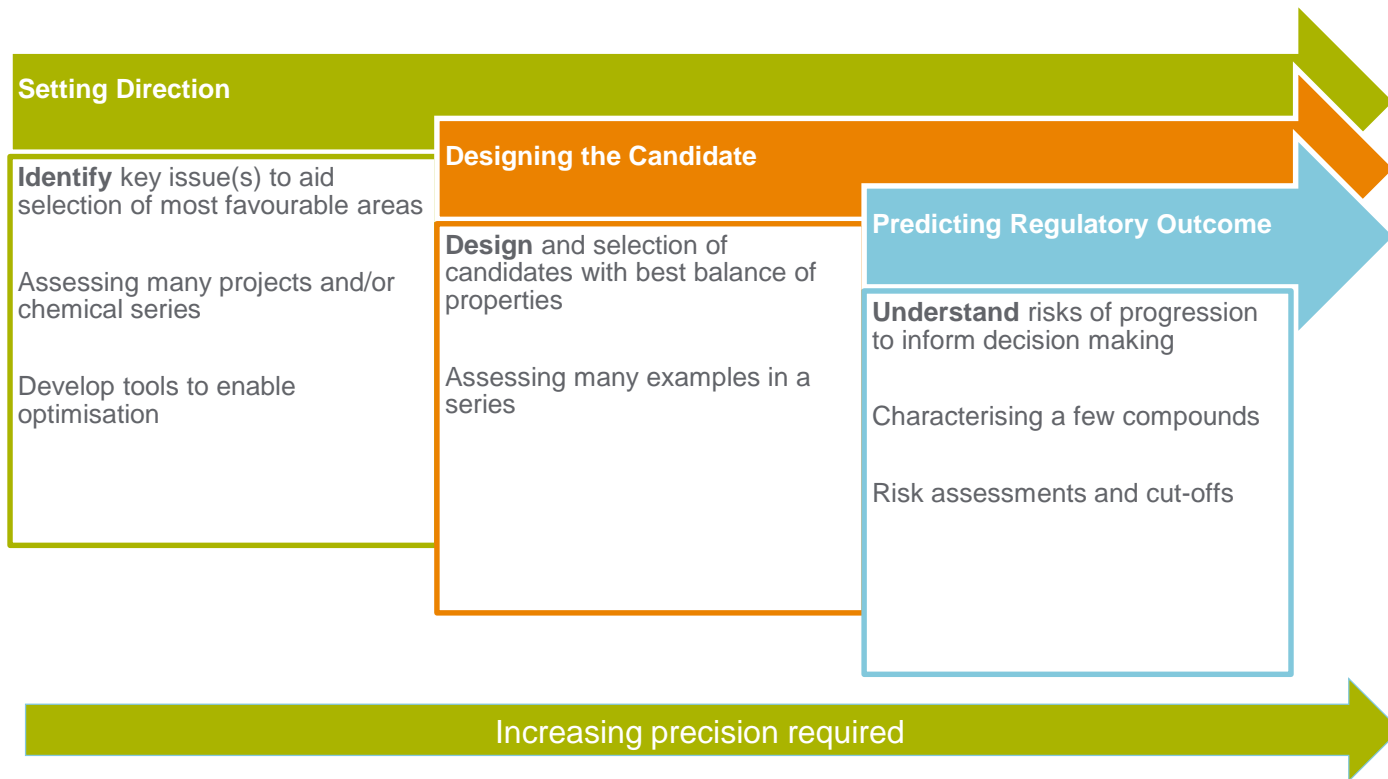 Setting Direction
Identify key issue(s) to aid
selection of most favourable areas
Assessing many projects and/or
chemical series
Develop tools to enable
optimisation
Designing the Candidate
Design and selection of
candidates with best balance of
properties
Assessing many examples in a
series
Predicting Regulatory Outcome
Understand risks of progression
to inform decision making
Characterising a few compounds
Risk assessments and cut-offs
Increasing precision required